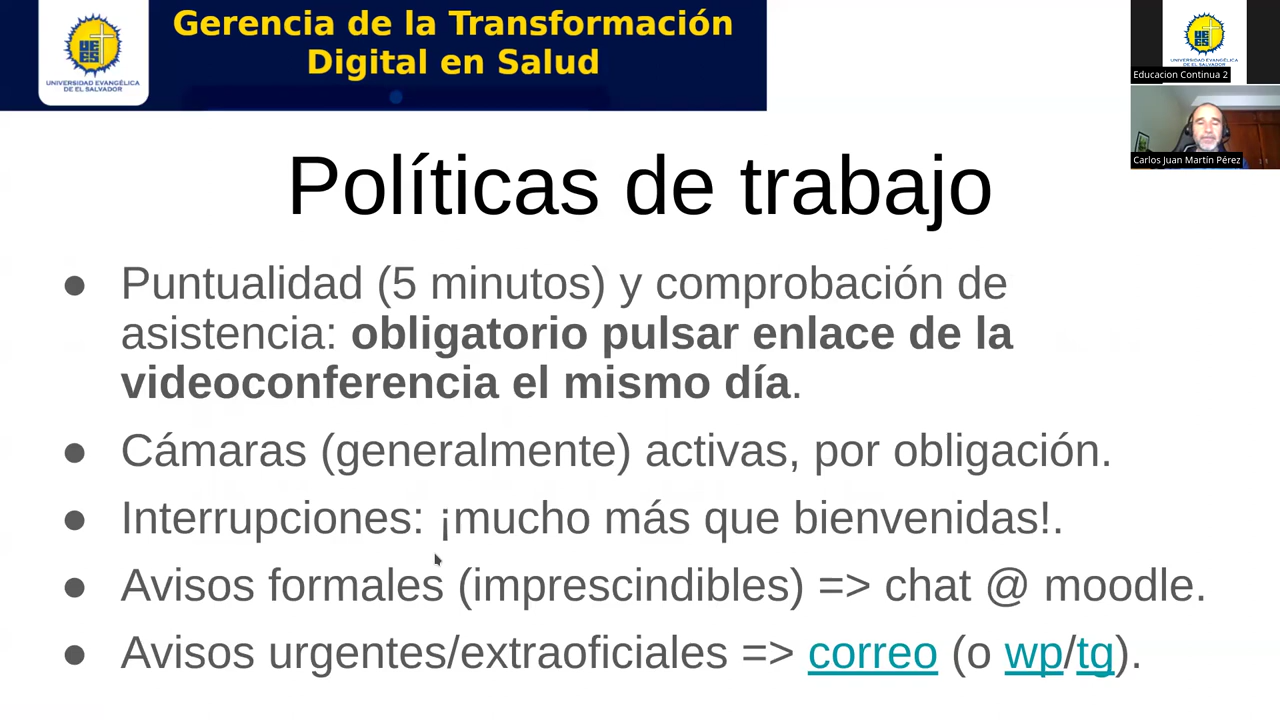 Gerencia de la Transformación
Digital en Salud
UEES
UNIVERSIDAD EVANGÉLICA
DE EL SALVADOR
UNIVERSIDAD EVANGÉLICA
Educacion Continua 2
Carlos Juan Martín Pérez
Políticas de trabajo
● Puntualidad (5 minutos) y comprobación de
asistencia: obligatorio pulsar enlace de la
videoconferencia el mismo día.
● Cámaras (generalmente) activas, por obligación.
● Interrupciones: ¡mucho más que bienvenidas!.
● Avisos formales (imprescindibles) => chat @ moodle.
● Avisos urgentes/extraoficiales => correo (o wp/tg).